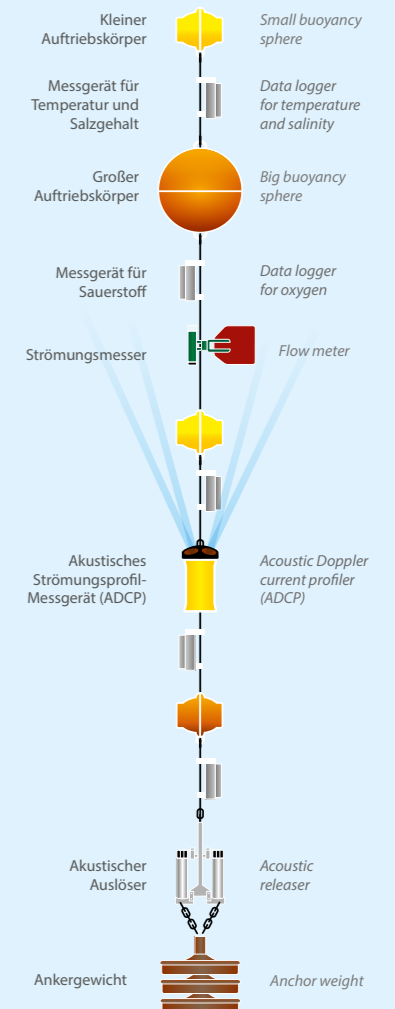 Kleiner
Auftriebskörper
Small buoyancy
sphere
Messgerät für
Temperatur und
Salzgehalt
Data logger
for temperature
and salinity
Großer
Auftriebskörper
Big buoyancy
sphere
Messgerät für
Sauerstoff
Data logger
for oxygen
Strömungsmesser
Flow meter
Akustisches
Strömungsprofil-
Messgerät (ADCP)
Acoustic Doppler
current profiler
(ADCP)
Akustischer
Auslöser
Acoustic
releaser
Ankergewicht
Anchor weight